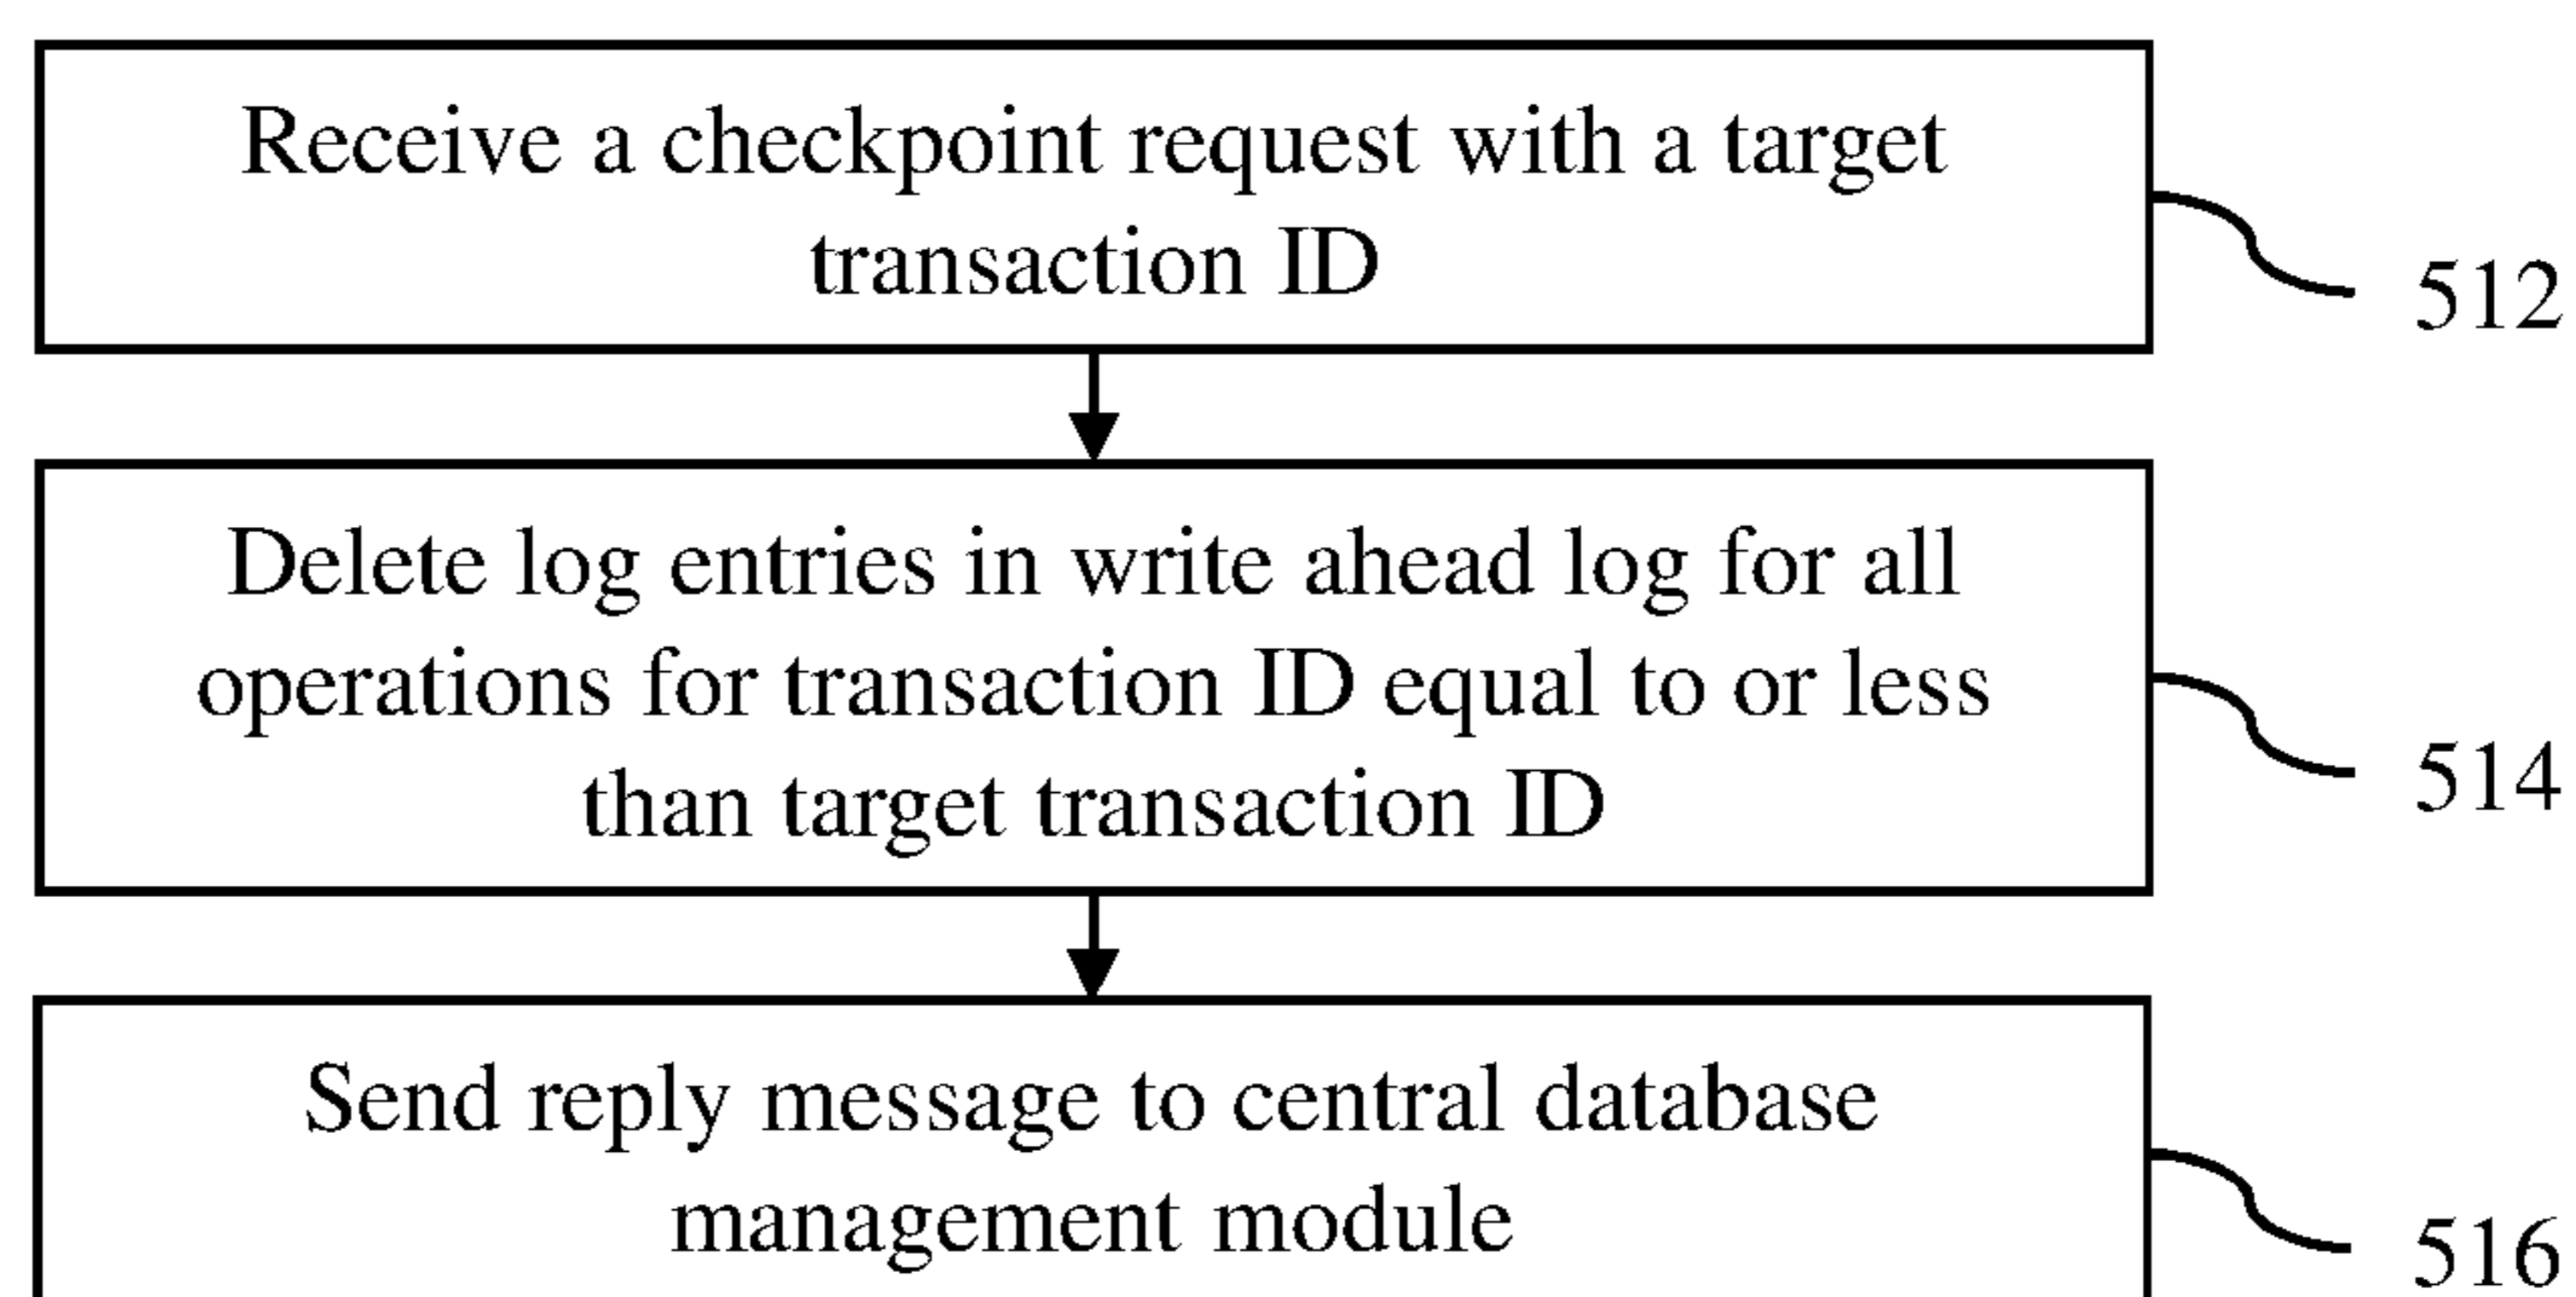 Receive a checkpoint request with a target
transaction ID
512
Delete log entries in write ahead log for all
operations for transaction ID equal to or less
than target transaction ID
514
Send reply message to central database
management module
516